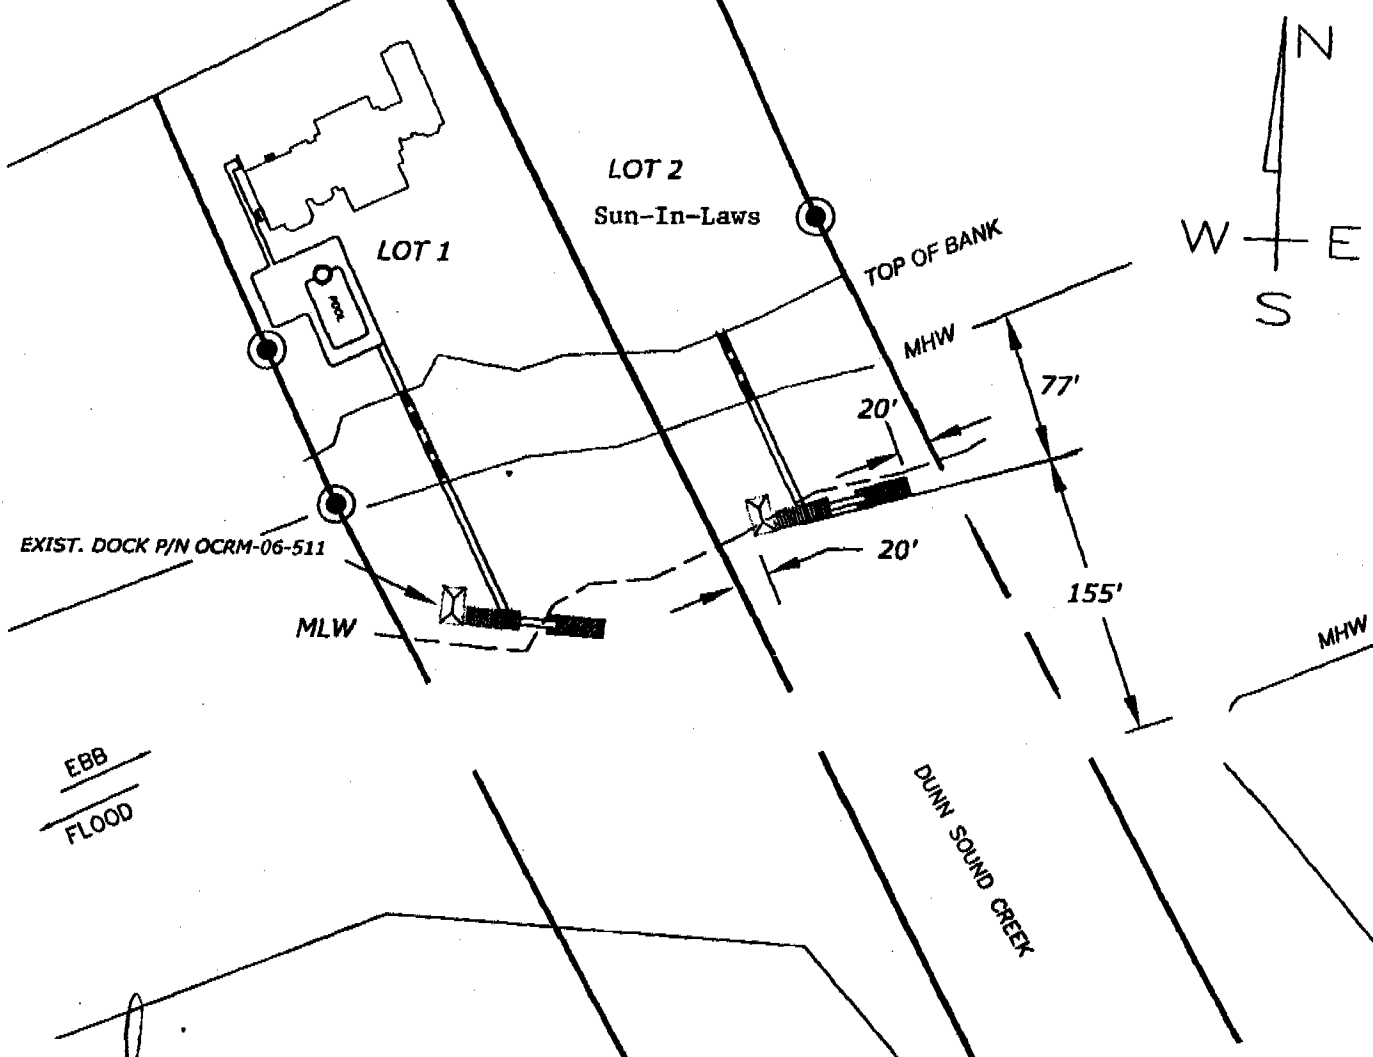 N
W E
S
LOT 2
Sun-In-Laws
LOT 1
POOL
TOP OF BANK
MHW
77'
20'
EXIST. DOCK P/N OCRM-06-511
20'
155'
MLW
MHW
EBB
FLOOD
DUNN SOUND CREEK